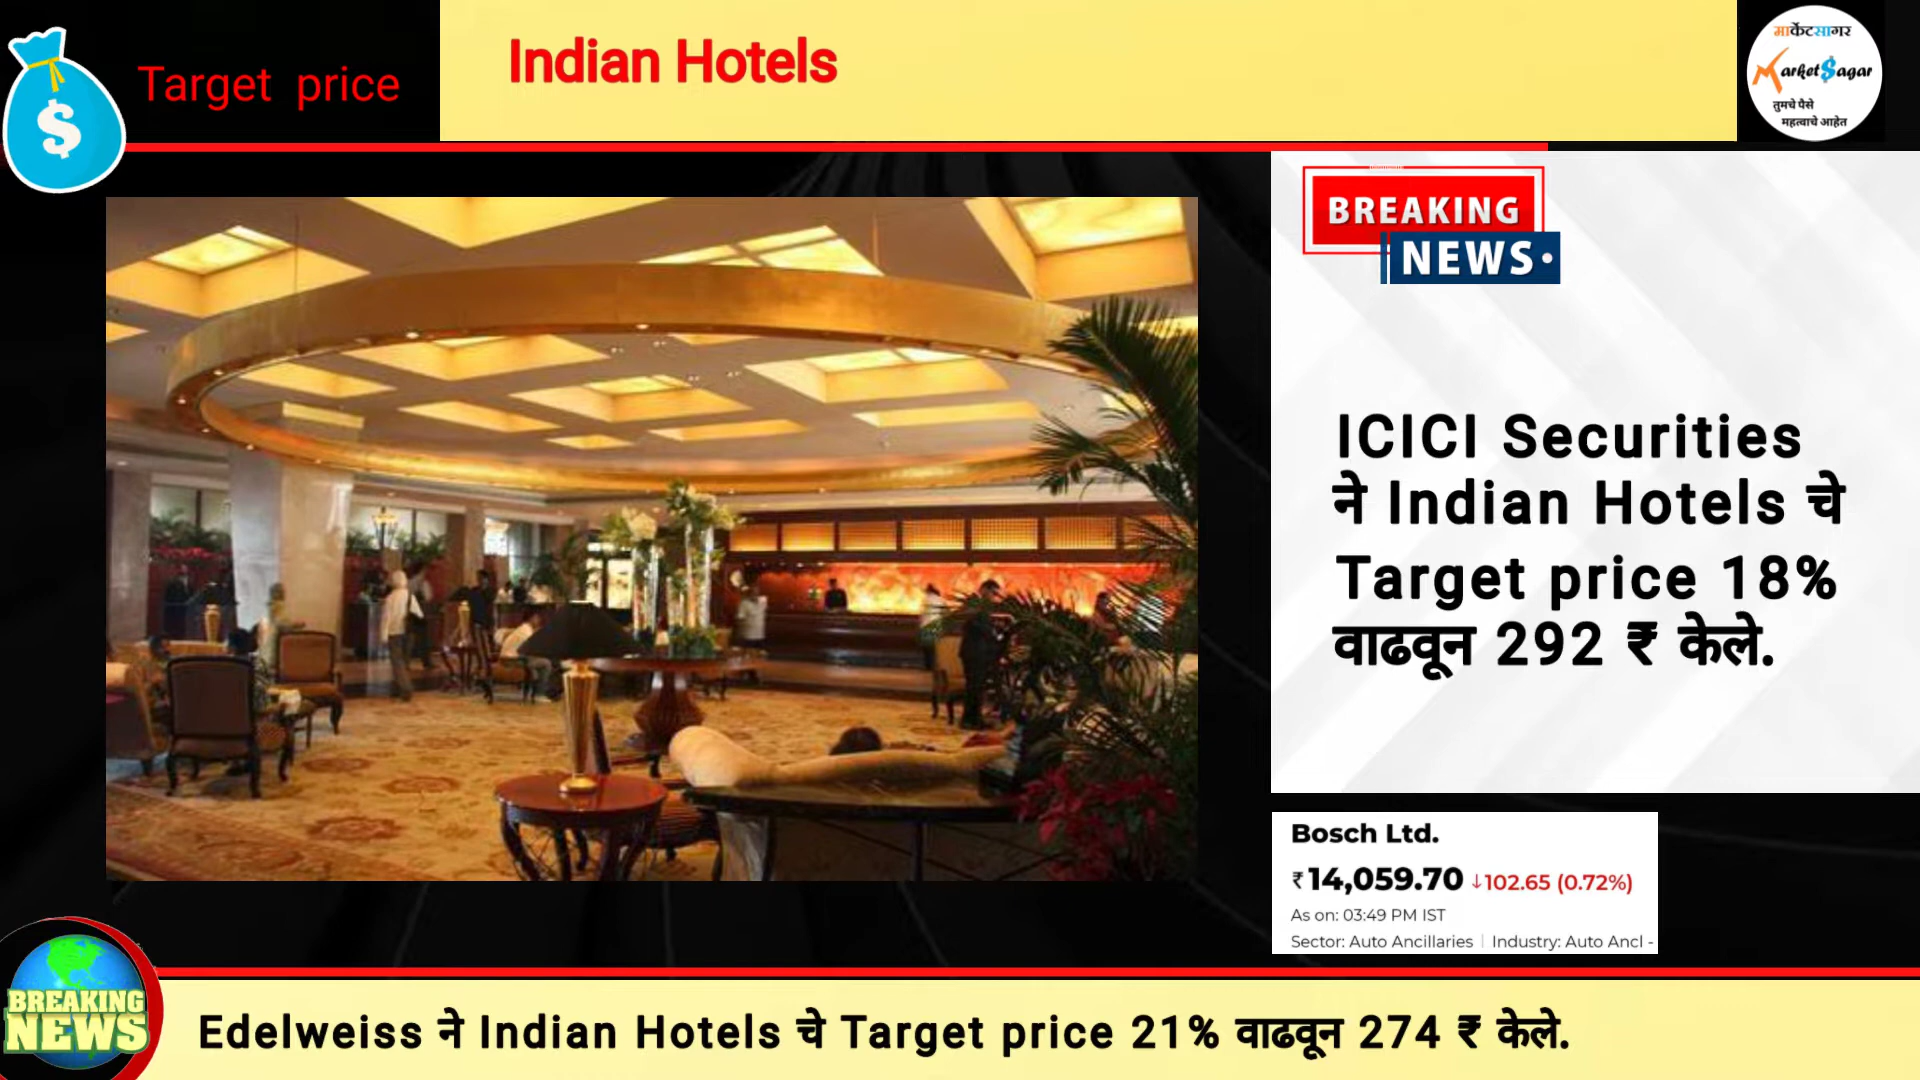 Target price
Indian Hotels
मार्केटसागर
Market$agar
तुमचे पैसे
महत्वाचे आहेत
BREAKING
NEWS
ICICI Securities
ने Indian Hotels चे
Target price 18%
वाढवून 292 ₹ केले.
Bosch Ltd.
₹14,059.70 ↓102.65 (0.72%)
As on: 03:49 PM IST
Sector: Auto Ancillaries | Industry: Auto Ancl -
BREAKING
NEWS
Edelweiss ने Indian Hotels चे Target price 21% वाढवून 274 ₹ केले.